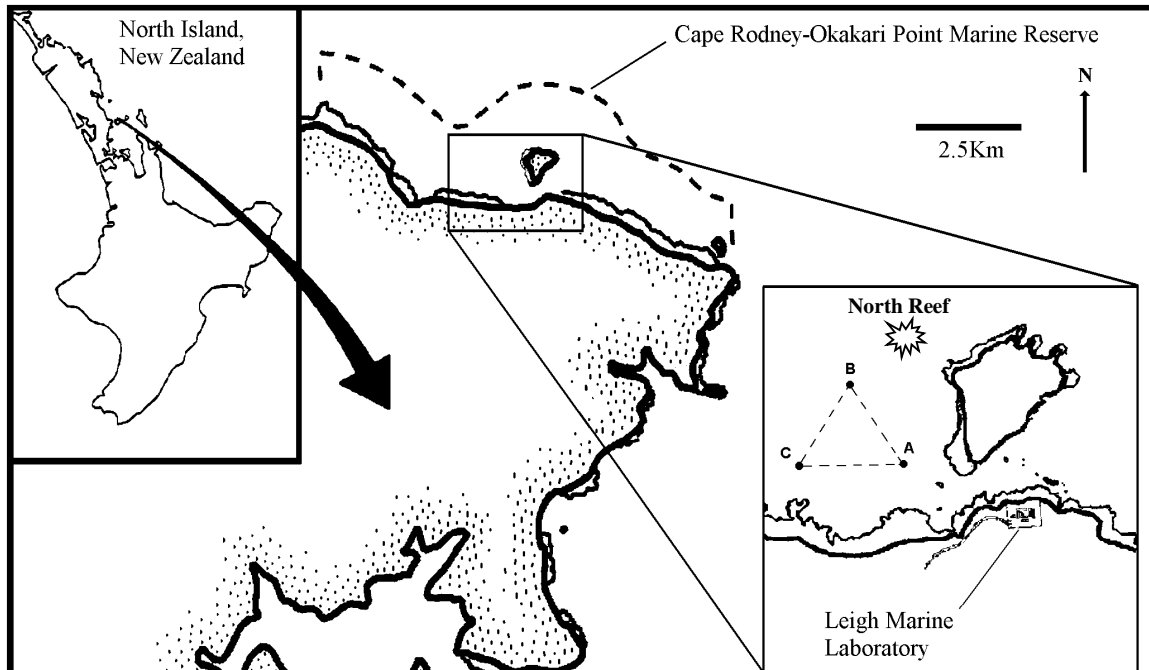 North Island,
New Zealand
Cape Rodney-Okakari Point Marine Reserve
N
2.5Km
North Reef
B
C
A
Leigh Marine
Laboratory